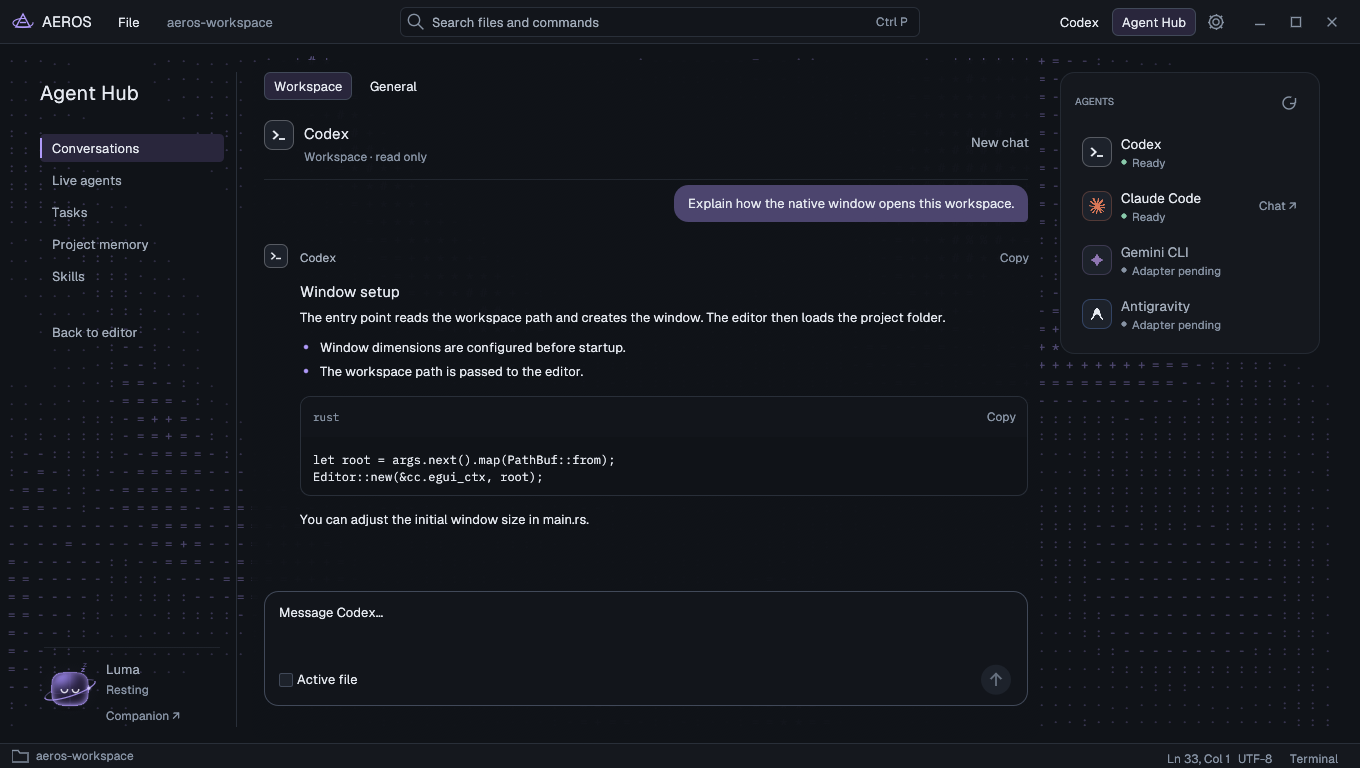 AEROS
File
aeros-workspace
Search files and commands
Ctrl P
Codex
Agent Hub
Agent Hub
Conversations
Live agents
Tasks
Project memory
Skills
Back to editor
Luma
Resting
Companion ↗
Workspace
General
Codex
Workspace · read only
New chat
Explain how the native window opens this workspace.
Codex
Copy
Window setup
The entry point reads the workspace path and creates the window. The editor then loads the project folder.
• Window dimensions are configured before startup.
• The workspace path is passed to the editor.
rust
Copy
let root = args.next().map(PathBuf::from);
Editor::new(&cc.egui_ctx, root);
You can adjust the initial window size in main.rs.
Message Codex…
Active file
AGENTS
Codex
Ready
Claude Code
Ready
Chat ↗
Gemini CLI
Adapter pending
Antigravity
Adapter pending
aeros-workspace
Ln 33, Col 1
UTF-8
Terminal